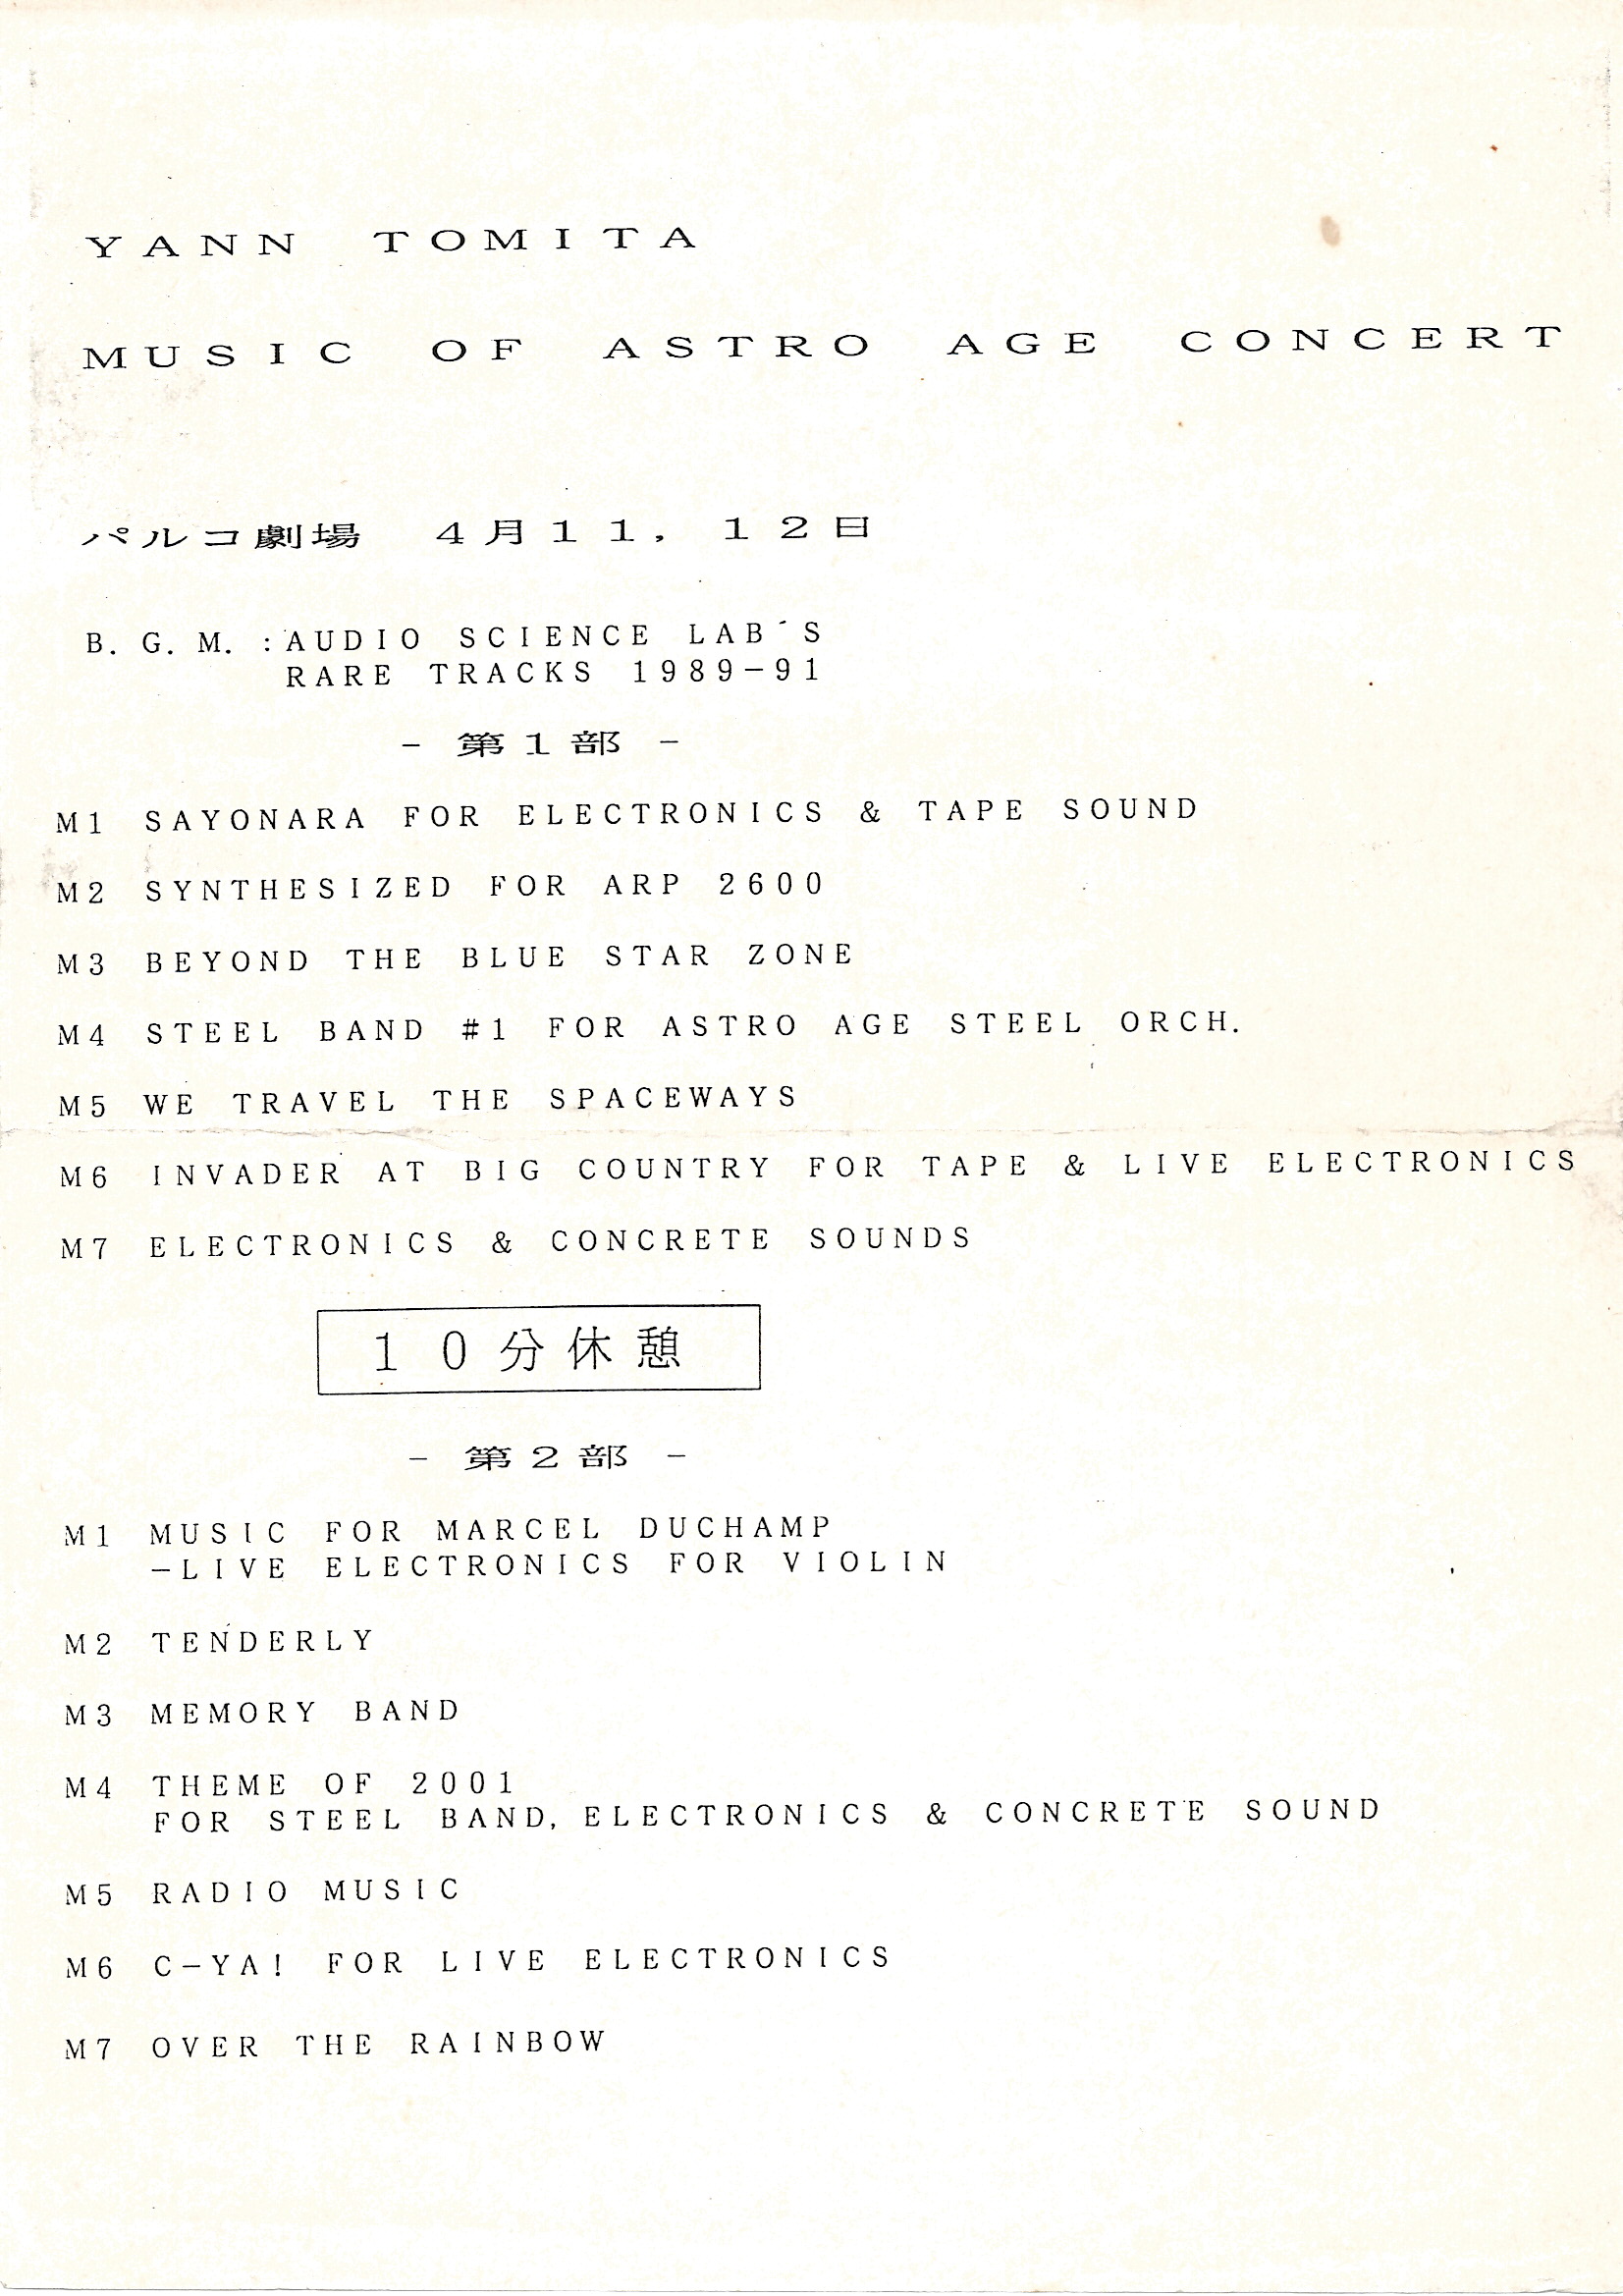 YANN TOMITA
MUSIC OF ASTRO AGE CONCERT
パルコ劇場 4月11, 12日
B.G.M.:AUDIO SCIENCE LAB´S
RARE TRACKS 1989-91
- 第1部 -
M1 SAYONARA FOR ELECTRONICS & TAPE SOUND
M2 SYNTHESIZED FOR ARP 2600
M3 BEYOND THE BLUE STAR ZONE
M4 STEEL BAND #1 FOR ASTRO AGE STEEL ORCH.
M5 WE TRAVEL THE SPACEWAYS
M6 INVADER AT BIG COUNTRY FOR TAPE & LIVE ELECTRONICS
M7 ELECTRONICS & CONCRETE SOUNDS
10分休憩
- 第2部 -
M1 MUSIC FOR MARCEL DUCHAMP
-LIVE ELECTRONICS FOR VIOLIN
M2 TENDERLY
M3 MEMORY BAND
M4 THEME OF 2001
FOR STEEL BAND, ELECTRONICS & CONCRETE SOUND
M5 RADIO MUSIC
M6 C-YA! FOR LIVE ELECTRONICS
M7 OVER THE RAINBOW